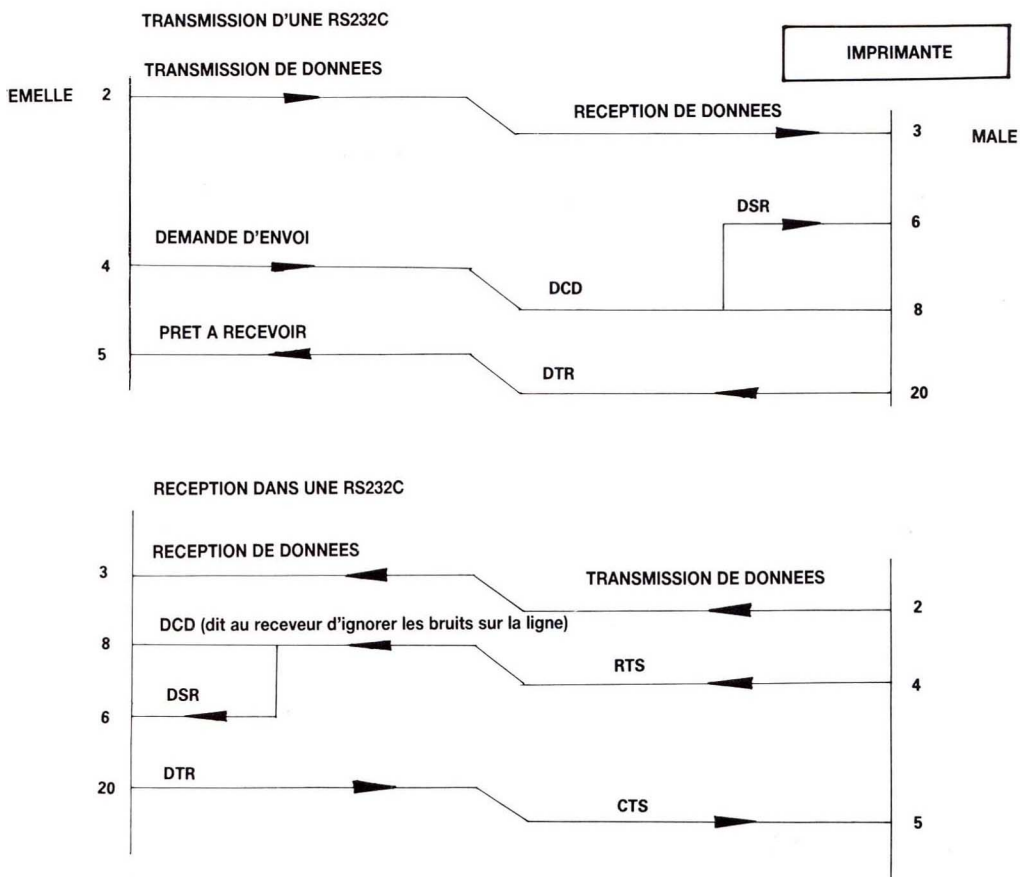 TRANSMISSION D'UNE RS232C
IMPRIMANTE
TRANSMISSION DE DONNEES
EMELLE 2
RECEPTION DE DONNEES
3 MALE
DSR
6
DEMANDE D'ENVOI
4
DCD
8
PRET A RECEVOIR
5
DTR
20
RECEPTION DANS UNE RS232C
RECEPTION DE DONNEES
3
TRANSMISSION DE DONNEES
2
DCD (dit au receveur d'ignorer les bruits sur la ligne)
8
RTS
4
DSR
6
DTR
20
CTS
5